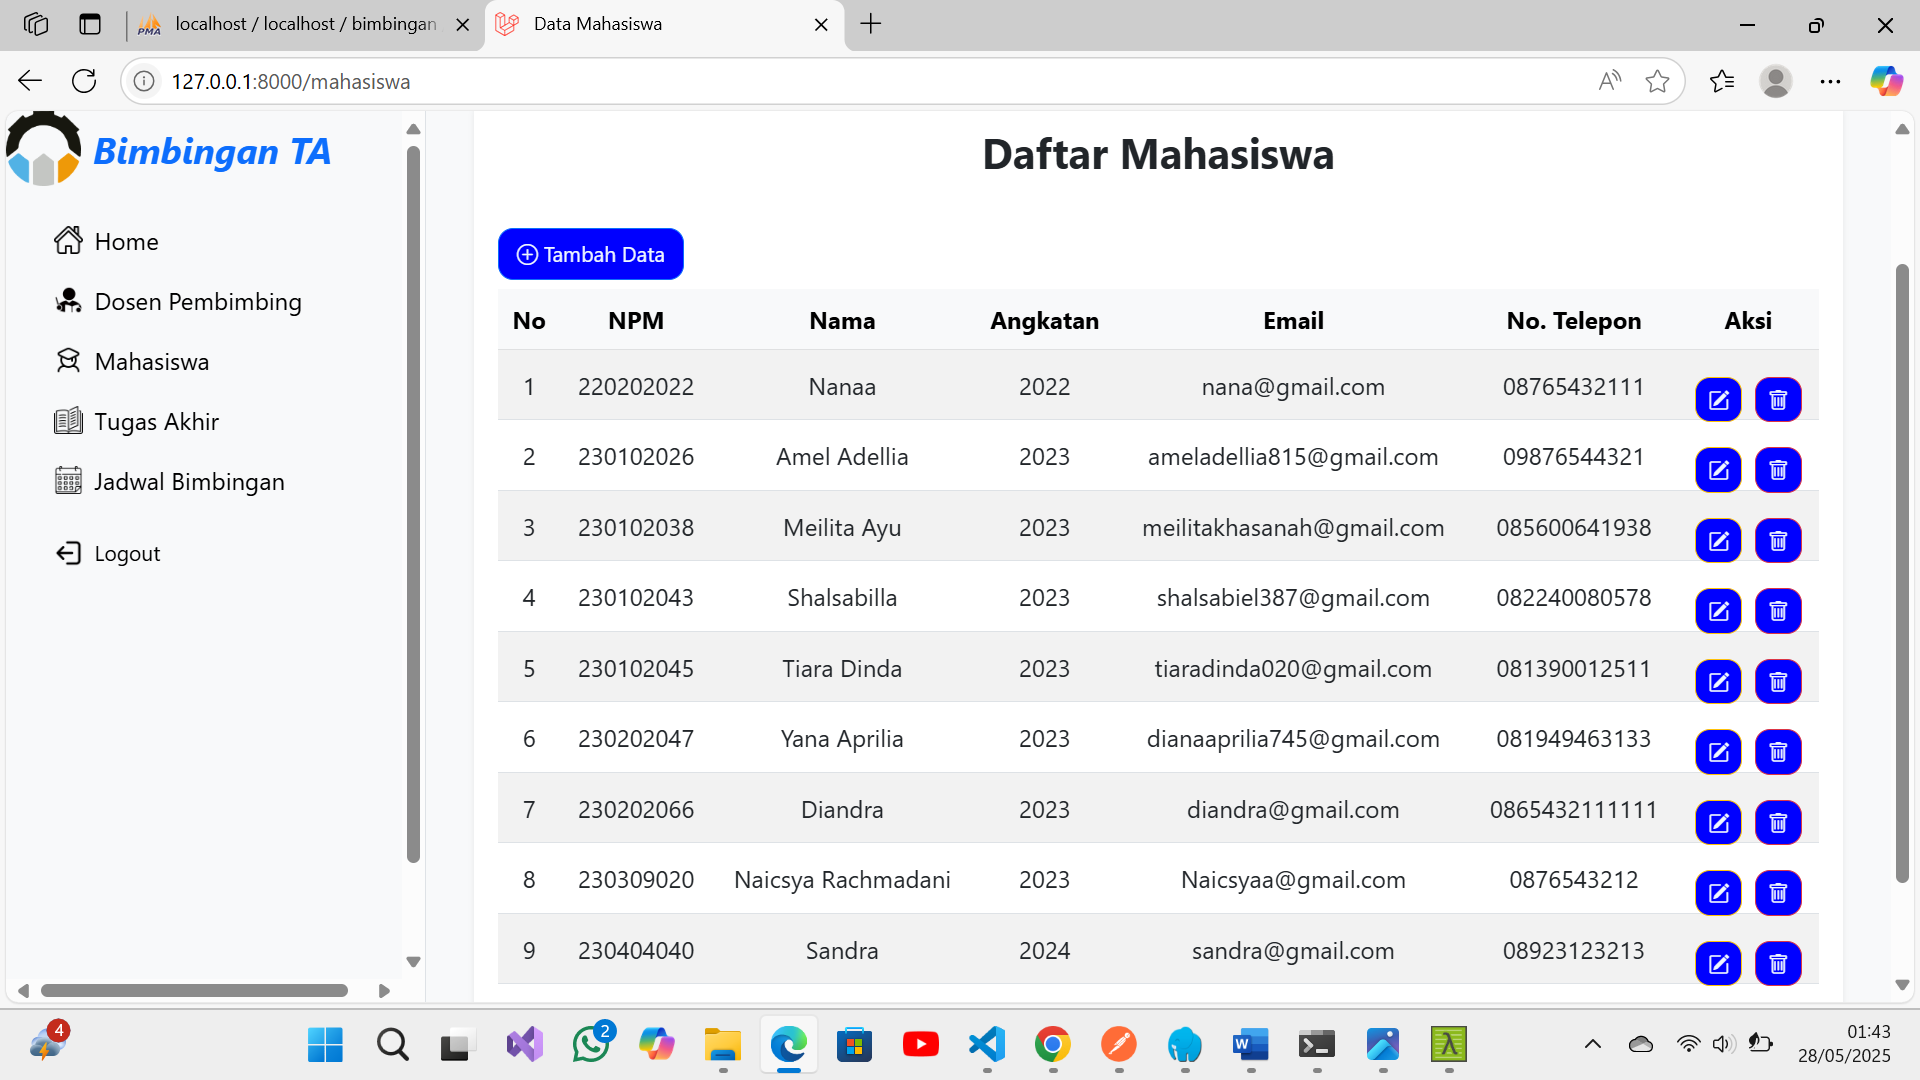 localhost / localhost / bimbingan
Data Mahasiswa
127.0.0.1:8000/mahasiswa
Bimbingan TA
Home
Dosen Pembimbing
Mahasiswa
Tugas Akhir
Jadwal Bimbingan
Logout
Daftar Mahasiswa
Tambah Data
No NPM Nama Angkatan Email No. Telepon Aksi
1 220202022 Nanaa 2022 nana@gmail.com 08765432111
2 230102026 Amel Adellia 2023 ameladellia815@gmail.com 09876544321
3 230102038 Meilita Ayu 2023 meilitakhasanah@gmail.com 085600641938
4 230102043 Shalsabilla 2023 shalsabiel387@gmail.com 082240080578
5 230102045 Tiara Dinda 2023 tiaradinda020@gmail.com 081390012511
6 230202047 Yana Aprilia 2023 dianaaprilia745@gmail.com 081949463133
7 230202066 Diandra 2023 diandra@gmail.com 0865432111111
8 230309020 Naicsya Rachmadani 2023 Naicsyaa@gmail.com 0876543212
9 230404040 Sandra 2024 sandra@gmail.com 08923123213
4
2
01:43
28/05/2025